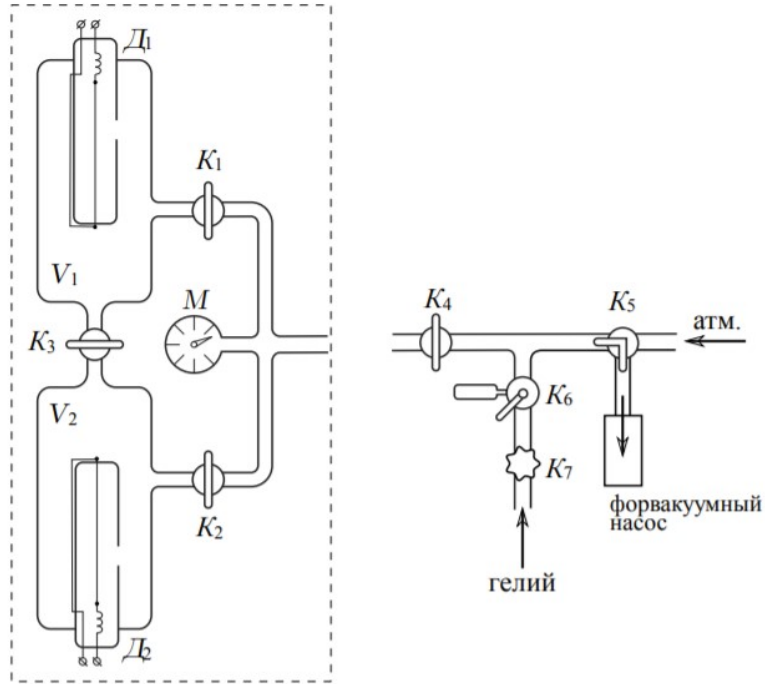 Д1
K1
V1
M
K3
V2
K2
Д2
K4
K5
атм.
K6
K7
форвакуумный
насос
гелий